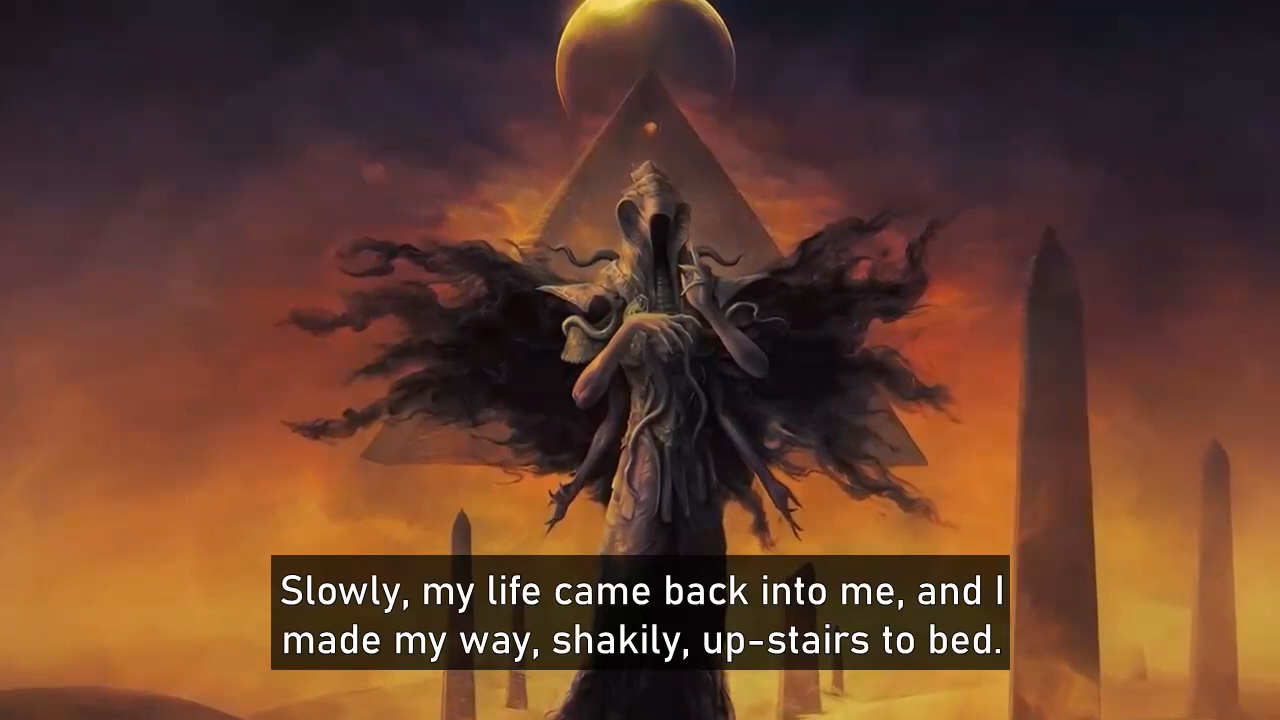 Slowly, my life came back into me, and I
made my way, shakily, up-stairs to bed.